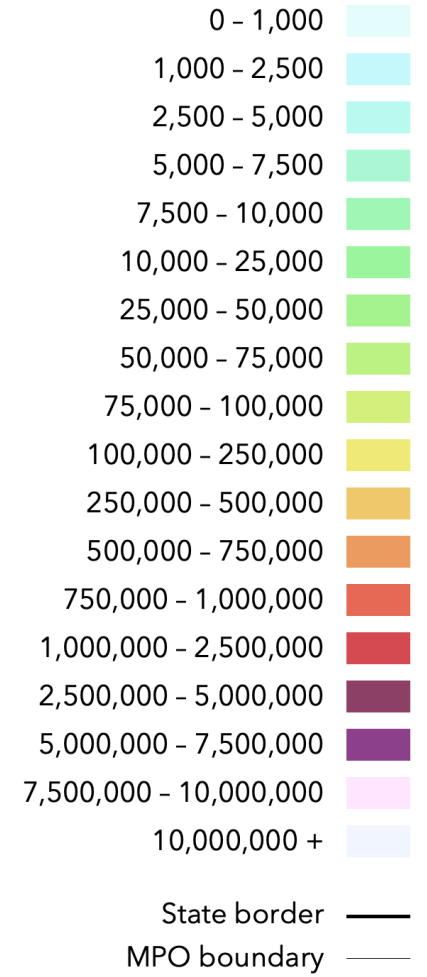 0 – 1,000
1,000 – 2,500
2,500 – 5,000
5,000 – 7,500
7,500 – 10,000
10,000 – 25,000
25,000 – 50,000
50,000 – 75,000
75,000 – 100,000
100,000 – 250,000
250,000 – 500,000
500,000 – 750,000
750,000 – 1,000,000
1,000,000 – 2,500,000
2,500,000 – 5,000,000
5,000,000 – 7,500,000
7,500,000 – 10,000,000
10,000,000 +
State border
MPO boundary